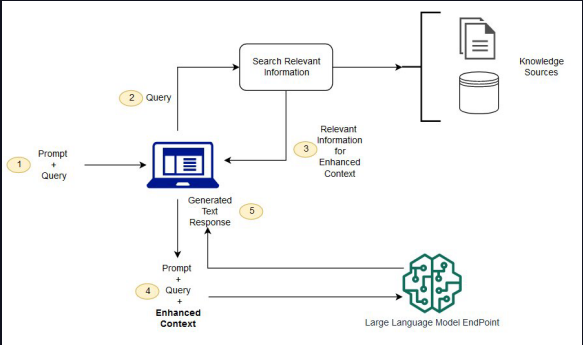 Search Relevant
Information
Knowledge
Sources
2
Query
Relevant
Information
for
Enhanced
Context
3
1
Prompt
+
Query
Generated
Text
Response
5
4
Prompt
+
Query
+
Enhanced
Context
Large Language Model EndPoint